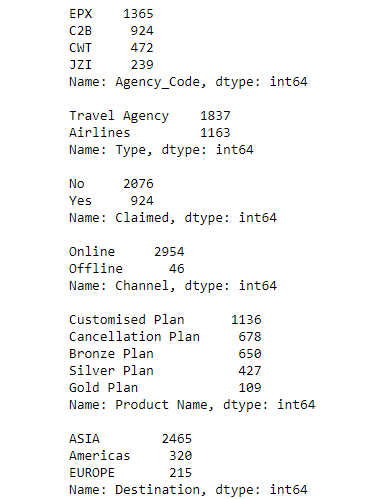 EPX    1365
C2B     924
CWT     472
JZI     239
Name: Agency_Code, dtype: int64
Travel Agency    1837
Airlines         1163
Name: Type, dtype: int64
No     2076
Yes     924
Name: Claimed, dtype: int64
Online     2954
Offline      46
Name: Channel, dtype: int64
Customised Plan      1136
Cancellation Plan     678
Bronze Plan           650
Silver Plan           427
Gold Plan             109
Name: Product Name, dtype: int64
ASIA        2465
Americas     320
EUROPE       215
Name: Destination, dtype: int64